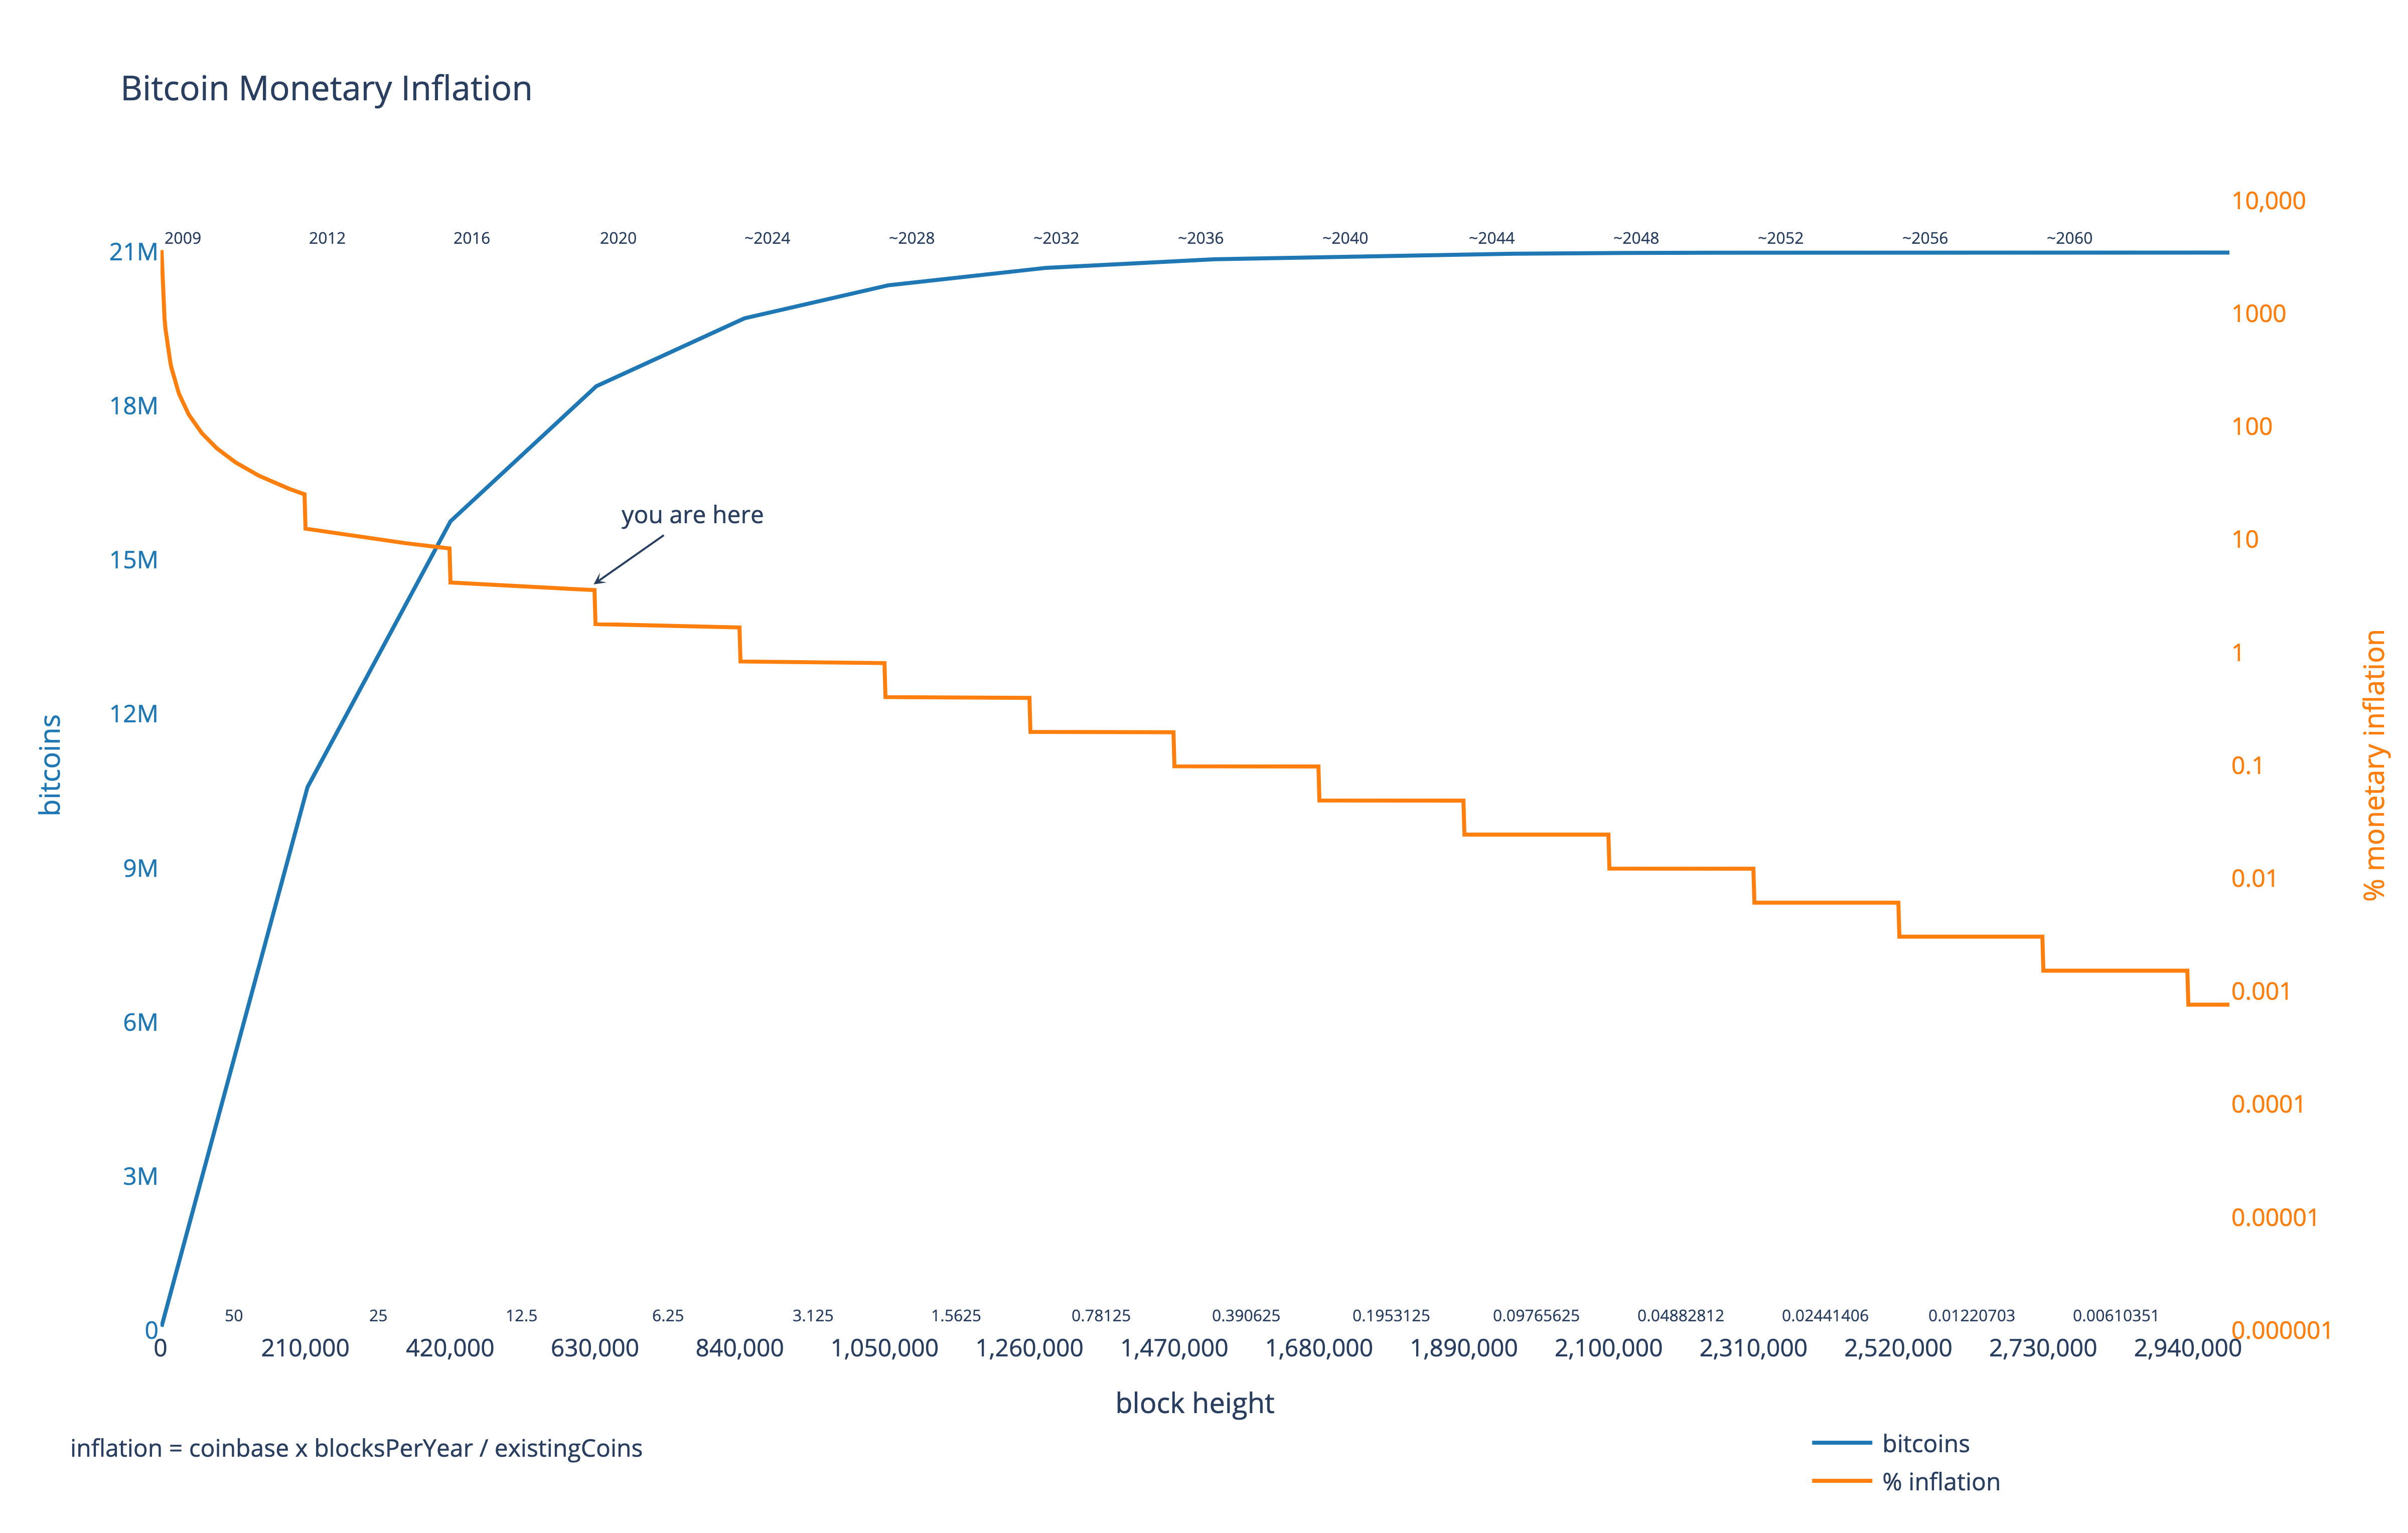 Bitcoin Monetary Inflation
10,000
2009 2012 2016 2020 ~2024 ~2028 ~2032 ~2036 ~2040 ~2044 ~2048 ~2052 ~2056 ~2060
21M
1000
18M
100
you are here
10
15M
1
12M
bitcoins
% monetary inflation
0.1
9M
0.01
0.001
6M
0.0001
3M
0.00001
50 25 12.5 6.25 3.125 1.5625 0.78125 0.390625 0.1953125 0.09765625 0.04882812 0.02441406 0.01220703 0.00610351
0
0.000001
0 210,000 420,000 630,000 840,000 1,050,000 1,260,000 1,470,000 1,680,000 1,890,000 2,100,000 2,310,000 2,520,000 2,730,000 2,940,000
block height
inflation = coinbase x blocksPerYear / existingCoins
bitcoins
% inflation